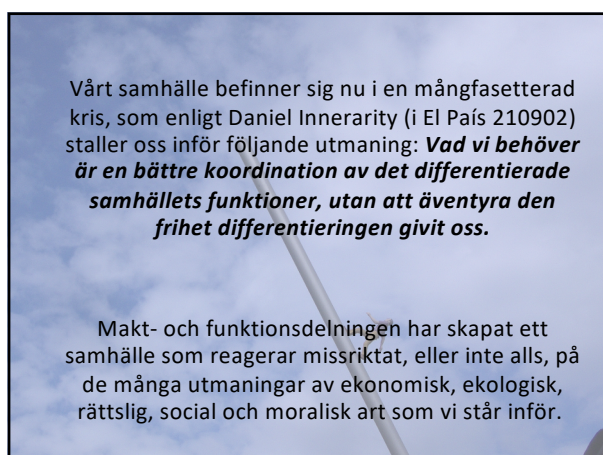 Vårt samhälle befinner sig nu i en mångfasetterad
kris, som enligt Daniel Innerarity (i El País 210902)
staller oss inför följande utmaning: Vad vi behöver
är en bättre koordination av det differentierade
samhällets funktioner, utan att äventyra den
frihet differentieringen givit oss.
Makt- och funktionsdelningen har skapat ett
samhälle som reagerar missriktat, eller inte alls, på
de många utmaningar av ekonomisk, ekologisk,
rättslig, social och moralisk art som vi står inför.